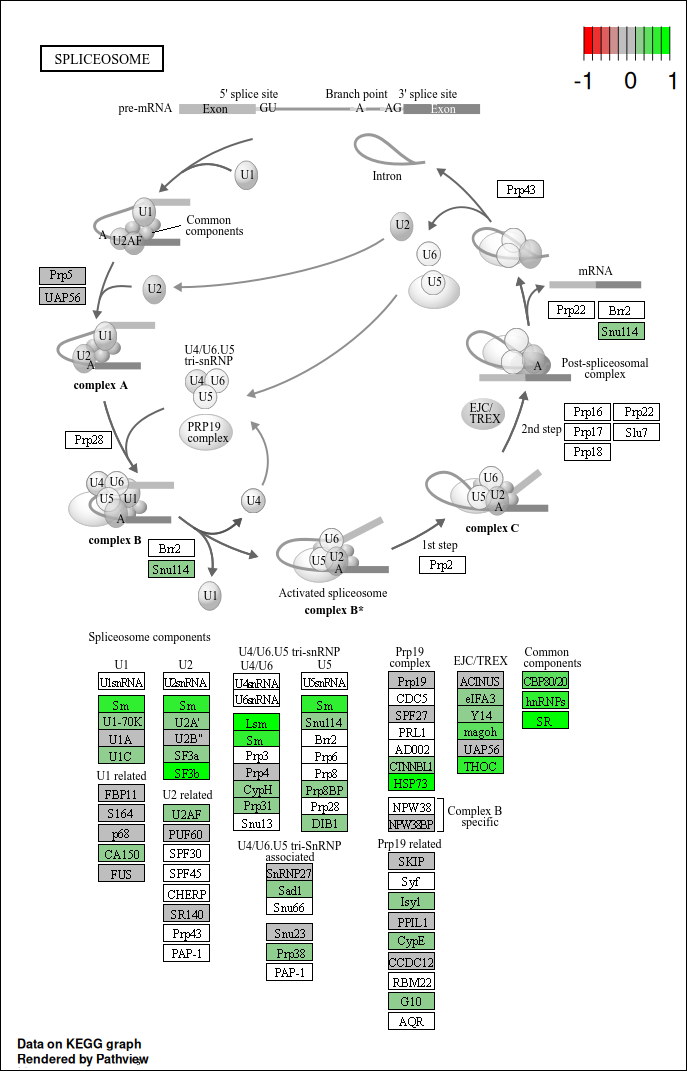 SPLICEOSOME
-1 0 1
5' splice site Branch point 3' splice site
pre-mRNA Exon GU A AG Exon
U1
Intron
Prp43
U1
A U2AF
Common
components
U2
U6
U5
Prp5
UAP56
U2
mRNA
Prp22 Brr2
Snu114
U1
U2
A
complex A
U4/U6.U5
tri-snRNP
U4 U6
U5
A
Post-spliceosomal
complex
PRP19
complex
EJC/
TREX
2nd step
Prp16 Prp22
Prp17 Slu7
Prp18
Prp28
U4 U6
U5 U1
A
complex B
U4
U6
U5 U2
A
complex C
Brr2
Snu114
U1
U6
U5 U2
A
Activated spliceosome
complex B*
1st step
Prp2
Spliceosome components
U1
U1snRNA
Sm
U1-70K
U1A
U1C
U1 related
FBP11
S164
p68
CA150
FUS
U2
U2snRNA
Sm
U2A'
U2B"
SF3a
SF3b
U2 related
U2AF
PUF60
SPF30
SPF45
CHERP
SR140
Prp43
PAP-1
U4/U6.U5 tri-snRNP
U4/U6
U4snRNA
U6snRNA
Lsm
Sm
Prp3
Prp4
CypH
Prp31
Snu13
U5
U5snRNA
Sm
Snu114
Brr2
Prp6
Prp8
Prp8BP
Prp28
DIB1
U4/U6.U5 tri-SnRNP
associated
SnRNP27
Sad1
Snu66
Snu23
Prp38
PAP-1
Prp19
complex
Prp19
CDC5
SPF27
PRL1
AD002
CTNNBL1
HSP73
NPW38
NPW38BP
Complex B
specific
Prp19 related
SKIP
Syf
Isy1
PPIL1
CypE
CCDC12
RBM22
G10
AQR
EJC/TREX
ACINUS
eIFA3
Y14
magoh
UAP56
THOC
Common
components
CBP80/20
hnRNPs
SR
Data on KEGG graph
Rendered by Pathview